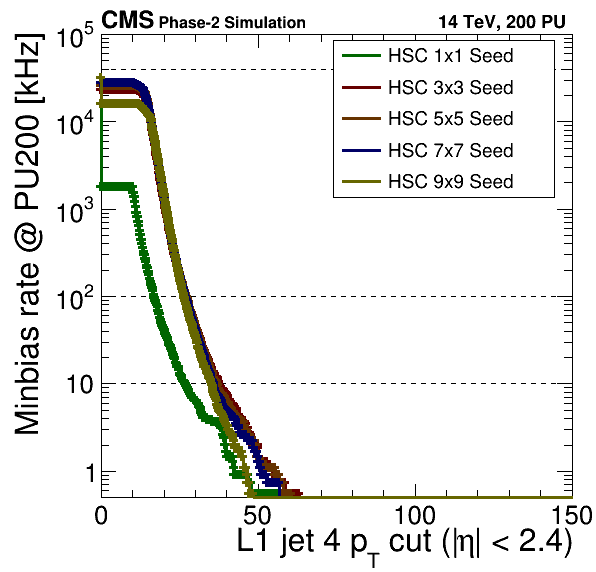 CMS Phase-2 Simulation 14 TeV, 200 PU
HSC 1x1 Seed
HSC 3x3 Seed
HSC 5x5 Seed
HSC 7x7 Seed
HSC 9x9 Seed
Minbias rate @ PU200 [kHz]
10^5
10^4
10^3
10^2
10
1
0 50 100 150
L1 jet 4 p_T cut (|η| < 2.4)